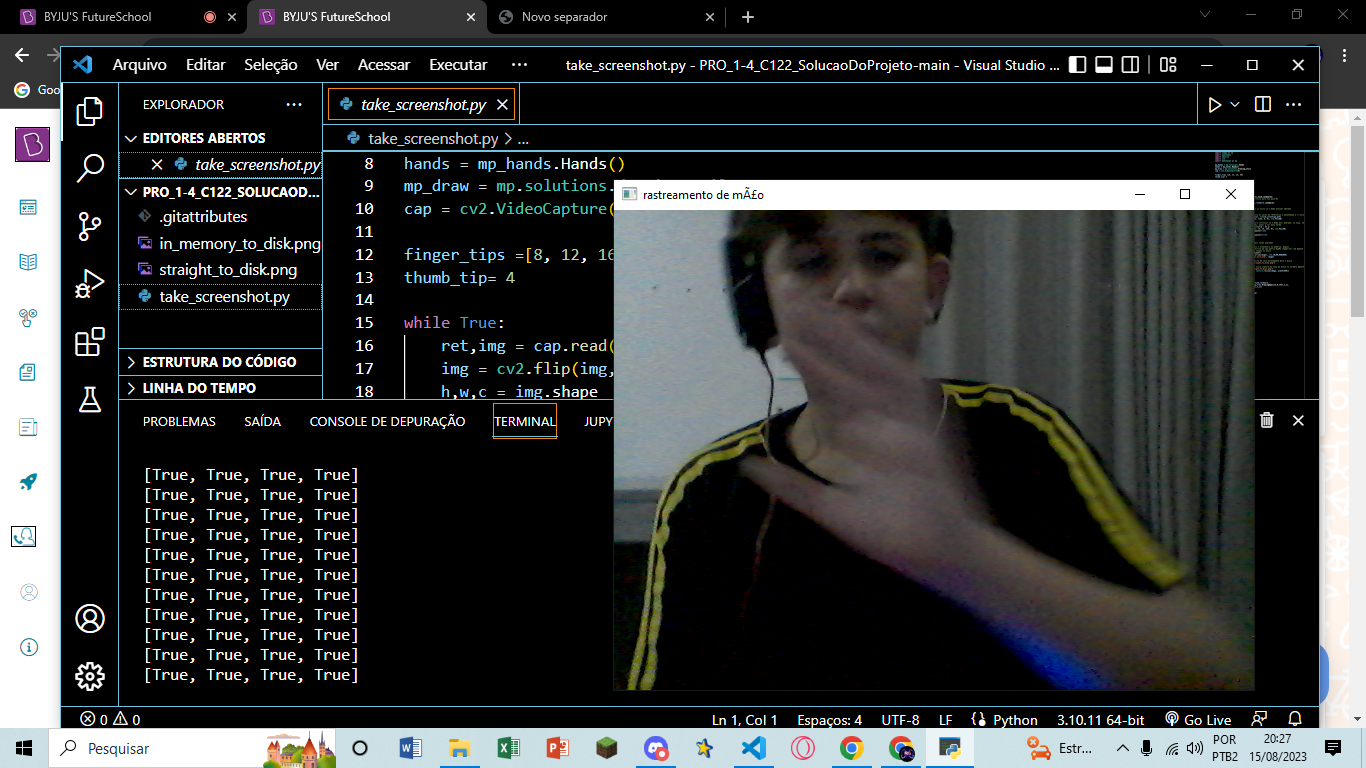 BYJU'S FutureSchool
BYJU'S FutureSchool
Novo separador
Goo
Arquivo Editar Seleção Ver Acessar Executar ··· take_screenshot.py - PRO_1-4_C122_SolucaoDoProjeto-main - Visual Studio ...
EXPLORADOR
EDITORES ABERTOS
take_screenshot.py
PRO_1-4_C122_SOLUCAOD...
.gitattributes
in_memory_to_disk.png
straight_to_disk.png
take_screenshot.py
ESTRUTURA DO CÓDIGO
LINHA DO TEMPO
take_screenshot.py
take_screenshot.py > ...
8 hands = mp_hands.Hands()
9 mp_draw = mp.solutions.
10 cap = cv2.VideoCapture(
11
12 finger_tips =[8, 12, 16
13 thumb_tip= 4
14
15 while True:
16 ret,img = cap.read(
17 img = cv2.flip(img,
18 h,w,c = img.shape
rastreamento de mÃ£o
PROBLEMAS SAÍDA CONSOLE DE DEPURAÇÃO TERMINAL JUPY
[True, True, True, True]
[True, True, True, True]
[True, True, True, True]
[True, True, True, True]
[True, True, True, True]
[True, True, True, True]
[True, True, True, True]
[True, True, True, True]
[True, True, True, True]
[True, True, True, True]
[True, True, True, True]
0 0 Ln 1, Col 1 Espaços: 4 UTF-8 LF Python 3.10.11 64-bit Go Live
Pesquisar
Estr...
POR
PTB2
20:27
15/08/2023